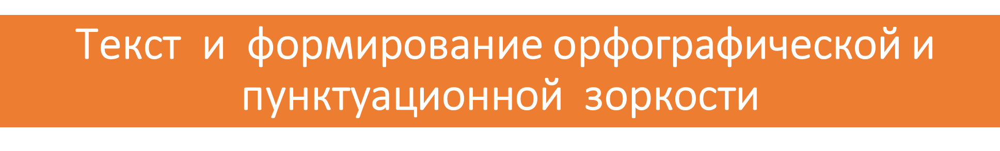 Текст и формирование орфографической и
пунктуационной зоркости